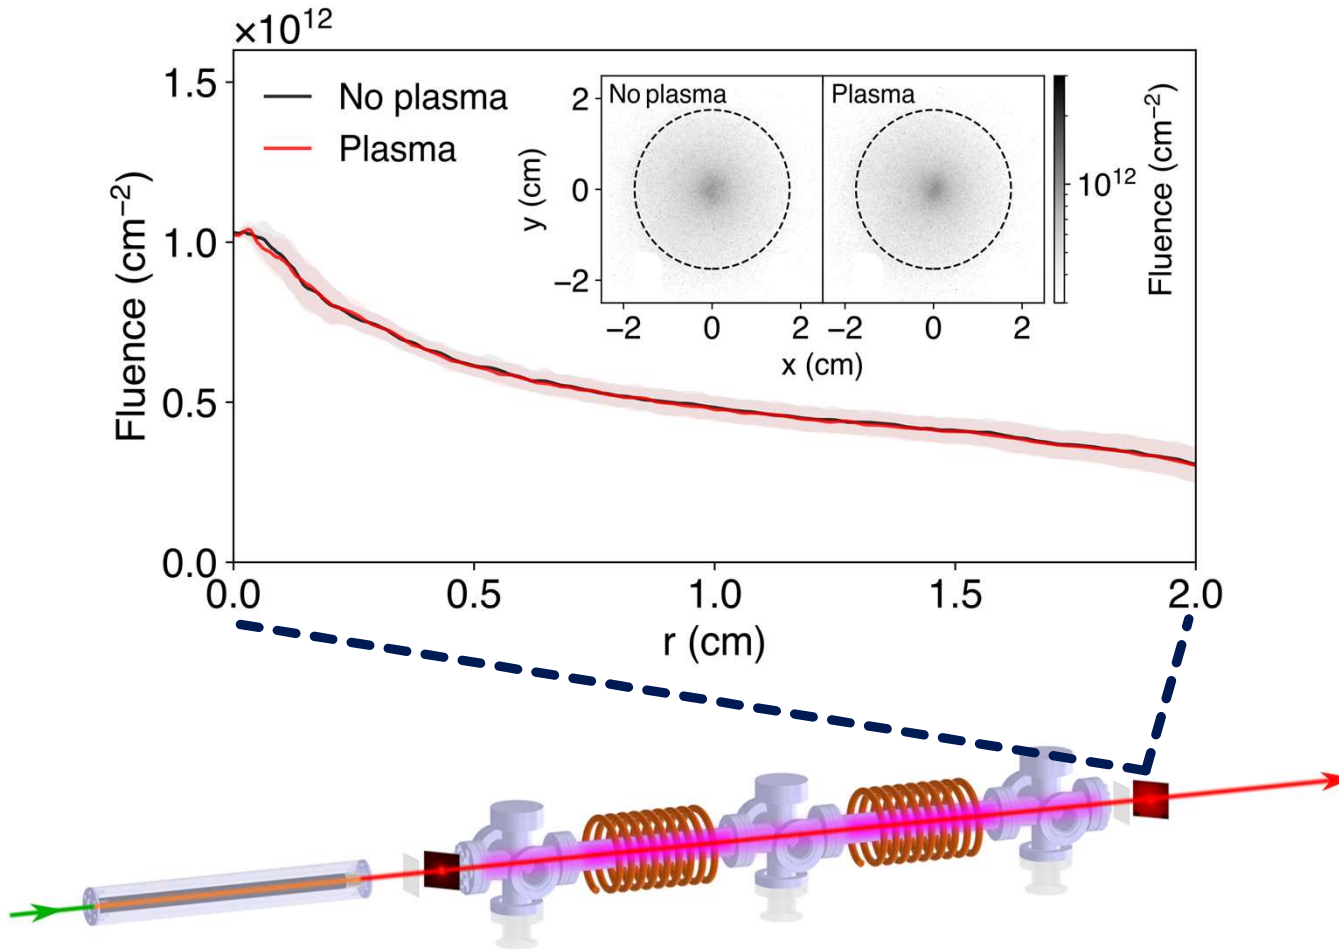 ×10¹²
1.5
1.0
0.5
0.0
Fluence (cm⁻²)
No plasma
Plasma
No plasma
Plasma
2
0
−2
y (cm)
−2 0 2 −2 0 2
x (cm)
10¹²
Fluence (cm⁻²)
0.0 0.5 1.0 1.5 2.0
r (cm)